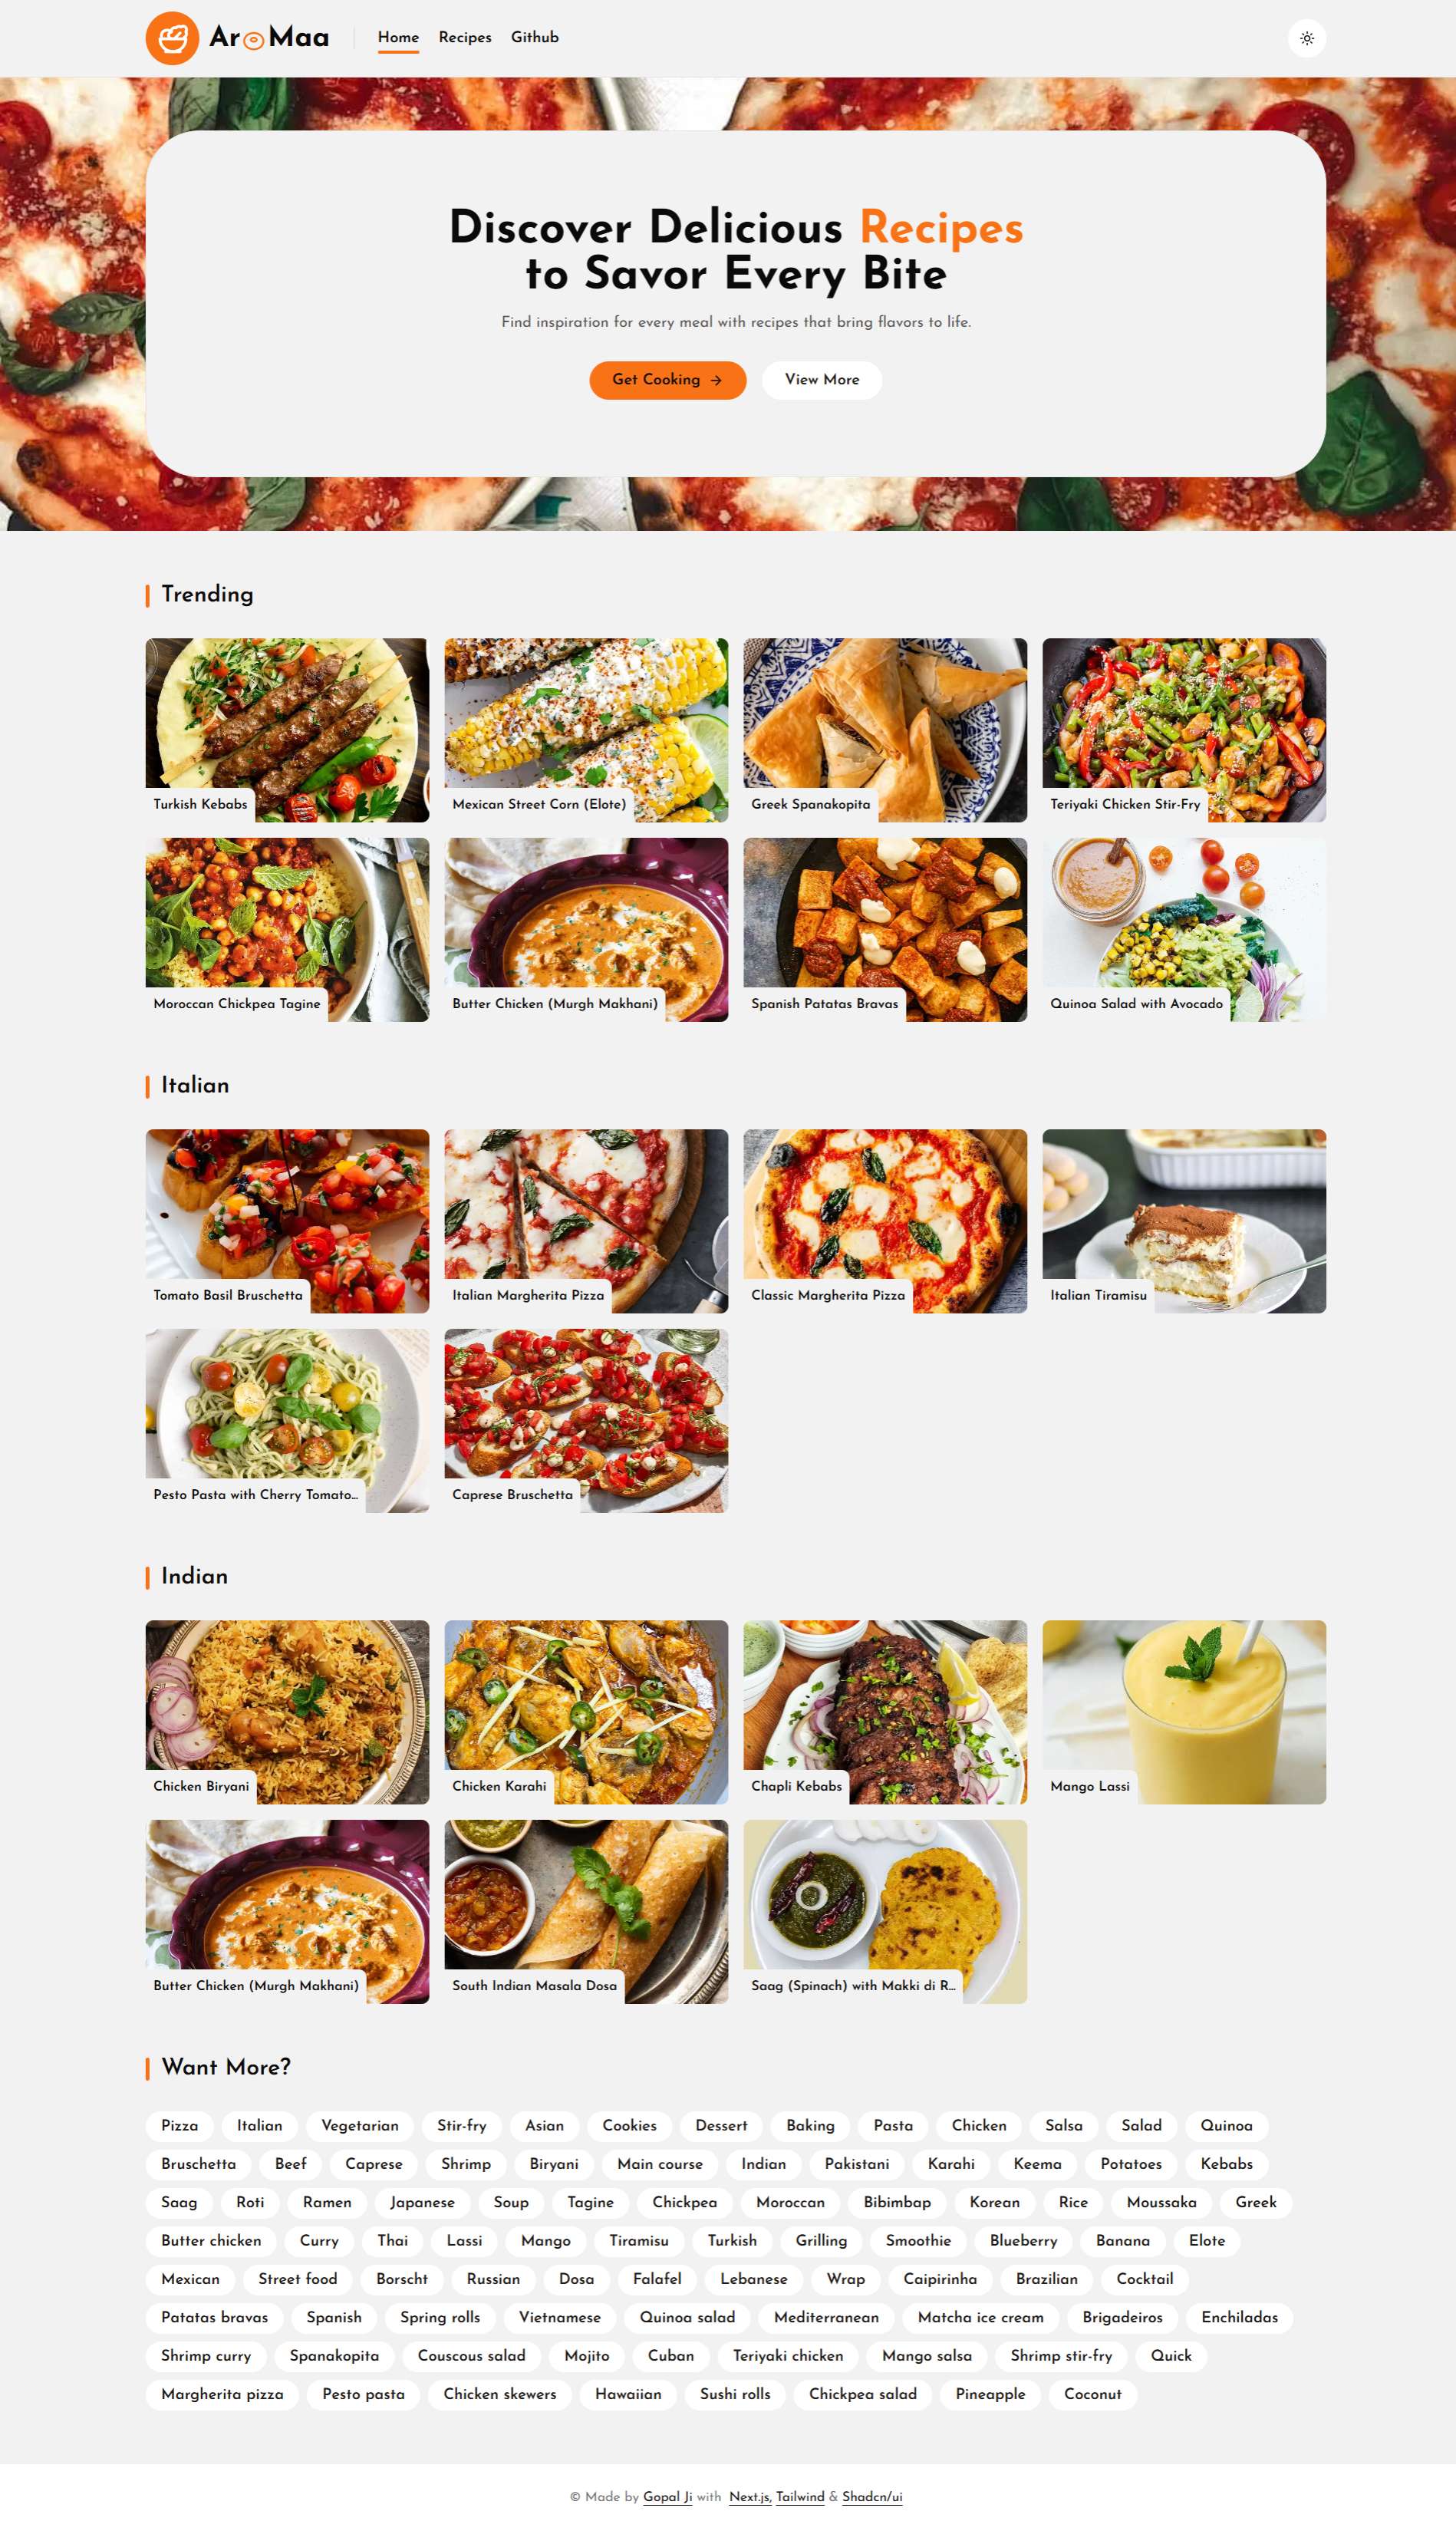 Ar Maa
Home Recipes Github
Discover Delicious Recipes
to Savor Every Bite
Find inspiration for every meal with recipes that bring flavors to life.
Get Cooking → View More
Trending
Turkish Kebabs
Mexican Street Corn (Elote)
Greek Spanakopita
Teriyaki Chicken Stir-Fry
Moroccan Chickpea Tagine
Butter Chicken (Murgh Makhani)
Spanish Patatas Bravas
Quinoa Salad with Avocado
Italian
Tomato Basil Bruschetta
Italian Margherita Pizza
Classic Margherita Pizza
Italian Tiramisu
Pesto Pasta with Cherry Tomato...
Caprese Bruschetta
Indian
Chicken Biryani
Chicken Karahi
Chapli Kebabs
Mango Lassi
Butter Chicken (Murgh Makhani)
South Indian Masala Dosa
Saag (Spinach) with Makki di R...
Want More?
Pizza Italian Vegetarian Stir-fry Asian Cookies Dessert Baking Pasta Chicken Salsa Salad Quinoa
Bruschetta Beef Caprese Shrimp Biryani Main course Indian Pakistani Karahi Keema Potatoes Kebabs
Saag Roti Ramen Japanese Soup Tagine Chickpea Moroccan Bibimbap Korean Rice Moussaka Greek
Butter chicken Curry Thai Lassi Mango Tiramisu Turkish Grilling Smoothie Blueberry Banana Elote
Mexican Street food Borscht Russian Dosa Falafel Lebanese Wrap Caipirinha Brazilian Cocktail
Patatas bravas Spanish Spring rolls Vietnamese Quinoa salad Mediterranean Matcha ice cream Brigadeiros Enchiladas
Shrimp curry Spanakopita Couscous salad Mojito Cuban Teriyaki chicken Mango salsa Shrimp stir-fry Quick
Margherita pizza Pesto pasta Chicken skewers Hawaiian Sushi rolls Chickpea salad Pineapple Coconut
© Made by Gopal Ji with Next.js, Tailwind & Shadcn/ui